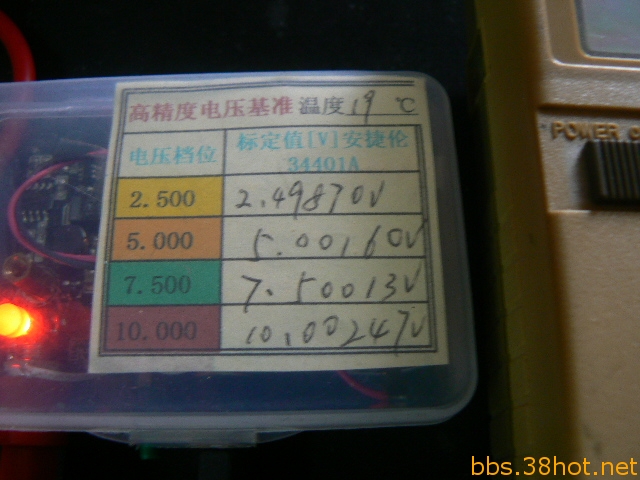 高精度电压基准 温度 19 ℃
电压档位 标定值[V]安捷伦
34401A
2.500 2.49870V
5.000 5.00160V
7.500 7.50013V
10.000 10.00247V
POWER
bbs.38hot.net